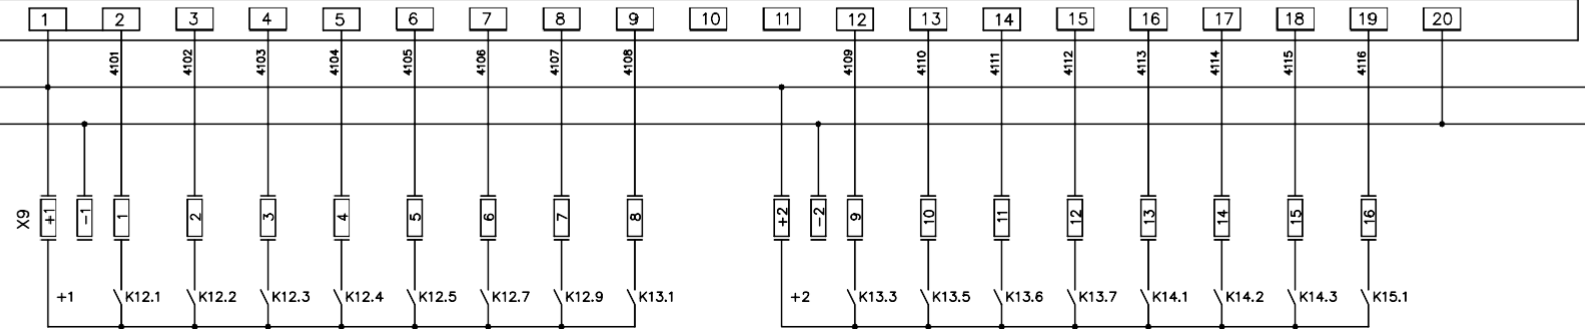 1 2 3 4 5 6 7 8 9 10 11 12 13 14 15 16 17 18 19 20
4101 4102 4103 4104 4105 4106 4107 4108 4109 4110 4111 4112 4113 4114 4115 4116
X9 +1 -1 1 2 3 4 5 6 7 8 +2 -2 9 10 11 12 13 14 15 16
+1 K12.1 K12.2 K12.3 K12.4 K12.5 K12.7 K12.9 K13.1 +2 K13.3 K13.5 K13.6 K13.7 K14.1 K14.2 K14.3 K15.1